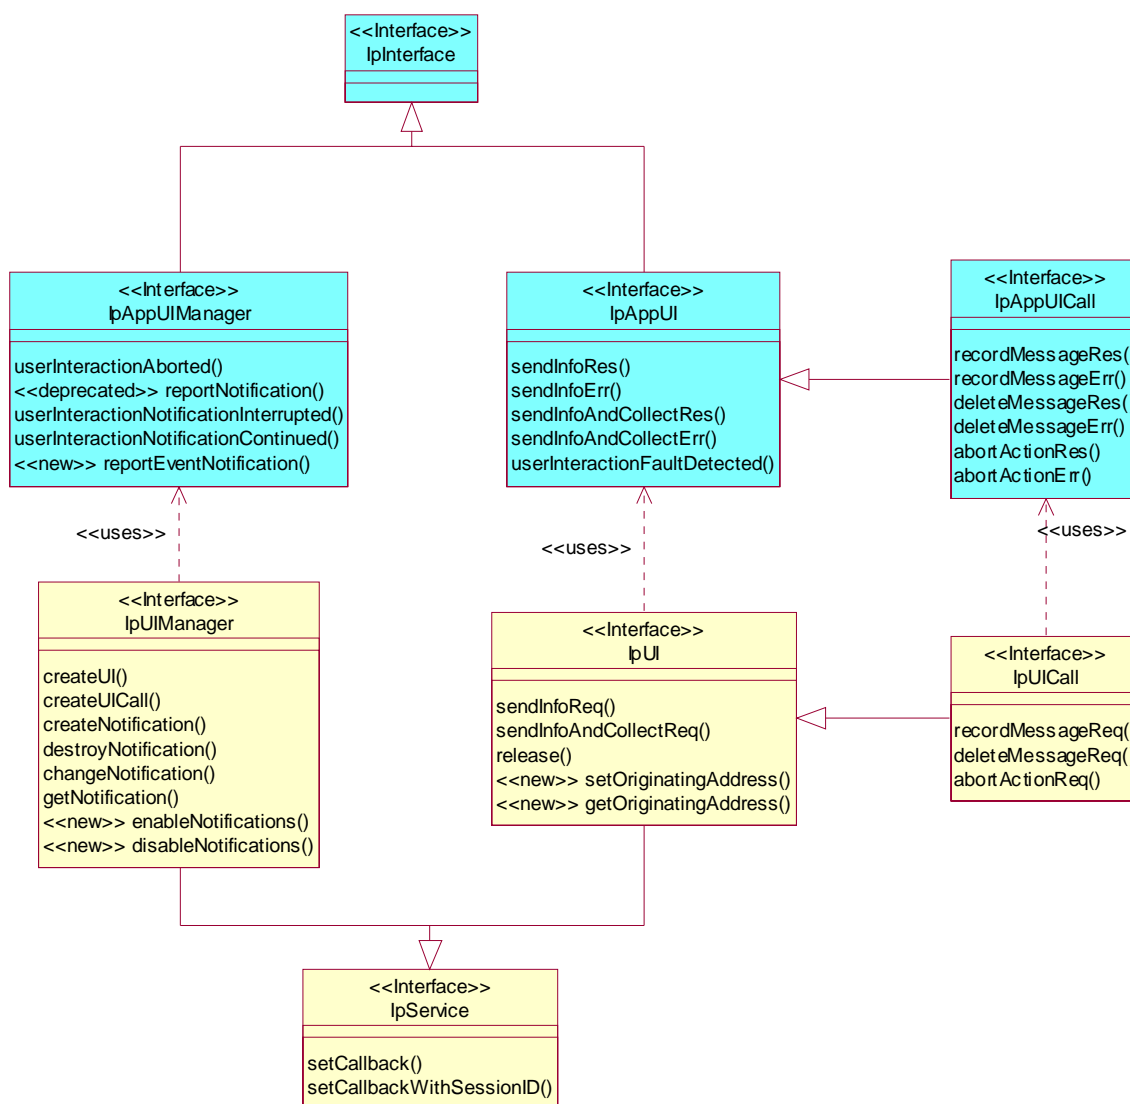 <<Interface>>
IpInterface
<<Interface>>
IpAppUIManager
userInteractionAborted()
<<deprecated>> reportNotification()
userInteractionNotificationInterrupted()
userInteractionNotificationContinued()
<<new>> reportEventNotification()
<<Interface>>
IpAppUI
sendInfoRes()
sendInfoErr()
sendInfoAndCollectRes()
sendInfoAndCollectErr()
userInteractionFaultDetected()
<<Interface>>
IpAppUICall
recordMessageRes()
recordMessageErr()
deleteMessageRes(
deleteMessageErr()
abortActionRes()
abortActionErr()
<<uses>>
<<uses>>
<<uses>>
<<Interface>>
IpUIManager
createUI()
createUICall()
createNotification()
destroyNotification()
changeNotification()
getNotification()
<<new>> enableNotifications()
<<new>> disableNotifications()
<<Interface>>
IpUI
sendInfoReq()
sendInfoAndCollectReq()
release()
<<new>> setOriginatingAddress()
<<new>> getOriginatingAddress()
<<Interface>>
IpUICall
recordMessageReq(
deleteMessageReq(
abortActionReq()
<<Interface>>
IpService
setCallback()
setCallbackWithSessionID()